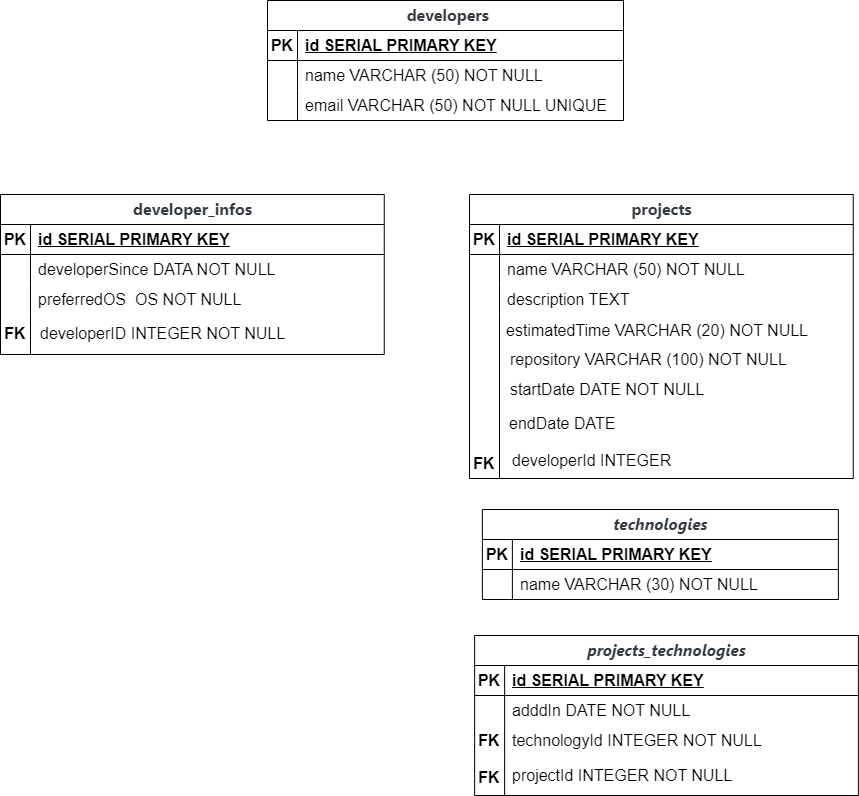 developers
PK id SERIAL PRIMARY KEY
name VARCHAR (50) NOT NULL
email VARCHAR (50) NOT NULL UNIQUE
developer_infos
PK id SERIAL PRIMARY KEY
developerSince DATA NOT NULL
preferredOS OS NOT NULL
FK developerID INTEGER NOT NULL
projects
PK id SERIAL PRIMARY KEY
name VARCHAR (50) NOT NULL
description TEXT
estimatedTime VARCHAR (20) NOT NULL
repository VARCHAR (100) NOT NULL
startDate DATE NOT NULL
endDate DATE
FK developerId INTEGER
technologies
PK id SERIAL PRIMARY KEY
name VARCHAR (30) NOT NULL
projects_technologies
PK id SERIAL PRIMARY KEY
adddIn DATE NOT NULL
FK technologyId INTEGER NOT NULL
FK projectId INTEGER NOT NULL